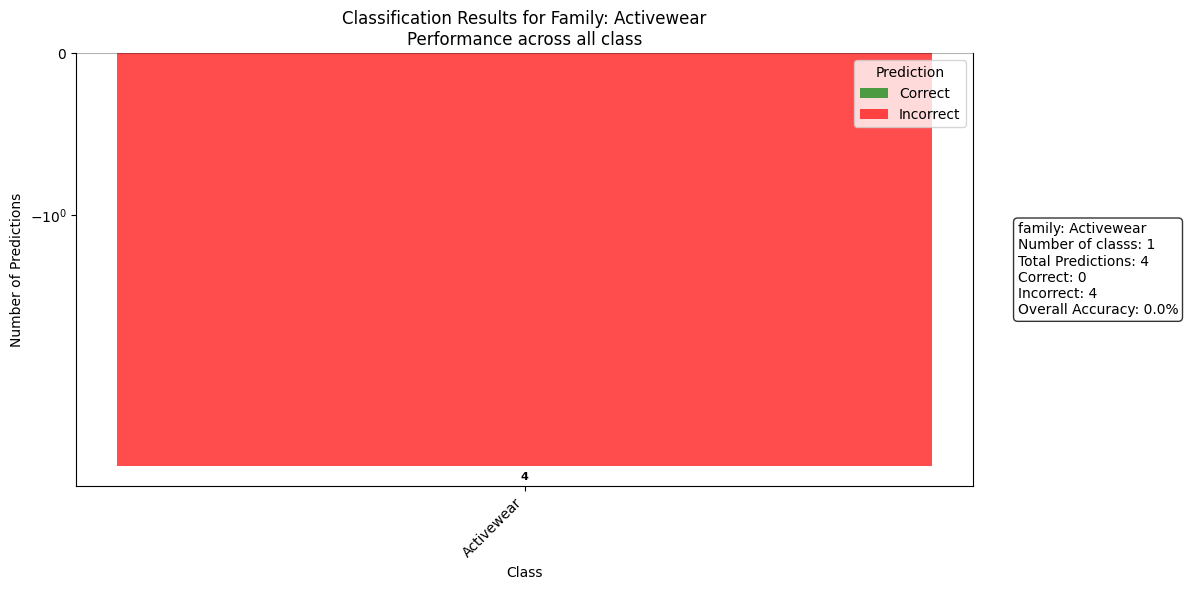 Classification Results for Family: Activewear
Performance across all class
Prediction
Correct
Incorrect
0
−10⁰
Number of Predictions
4
Activewear
Class
family: Activewear
Number of classs: 1
Total Predictions: 4
Correct: 0
Incorrect: 4
Overall Accuracy: 0.0%